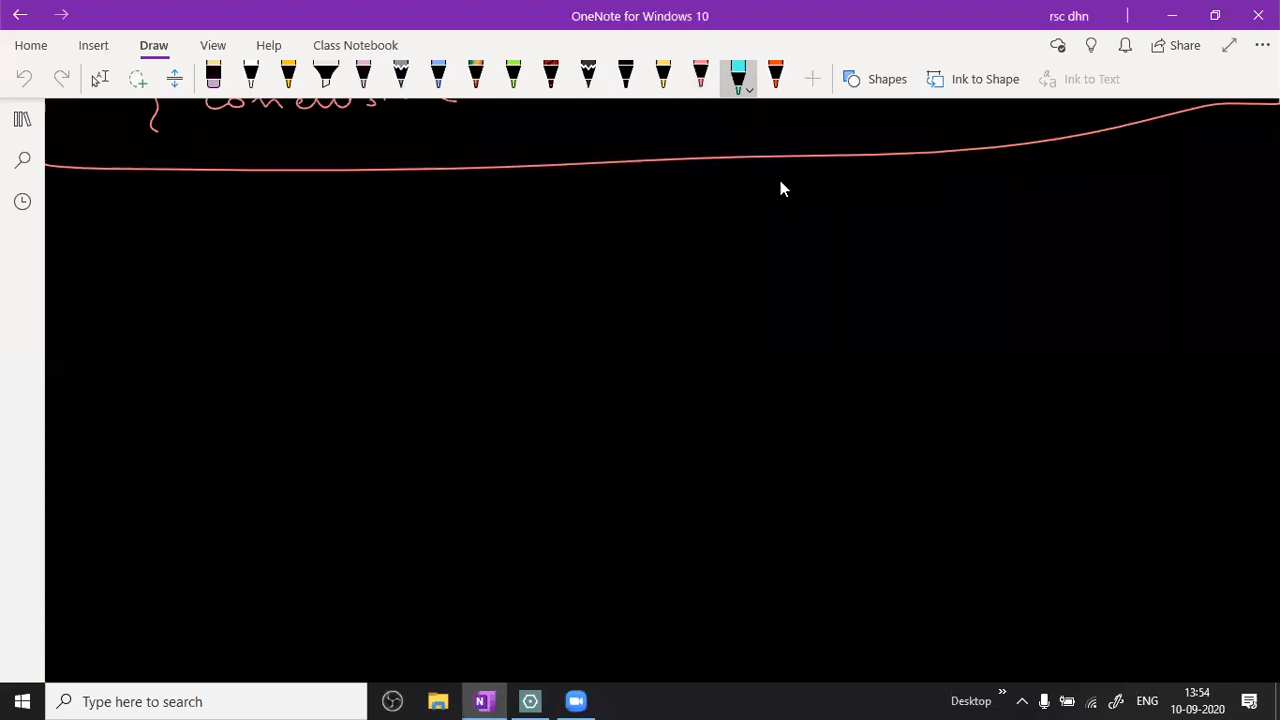 OneNote for Windows 10
rsc dhn
Home Insert Draw View Help Class Notebook
Share
Shapes
Ink to Shape
Ink to Text
Type here to search
Desktop
ENG
13:54
10-09-2020